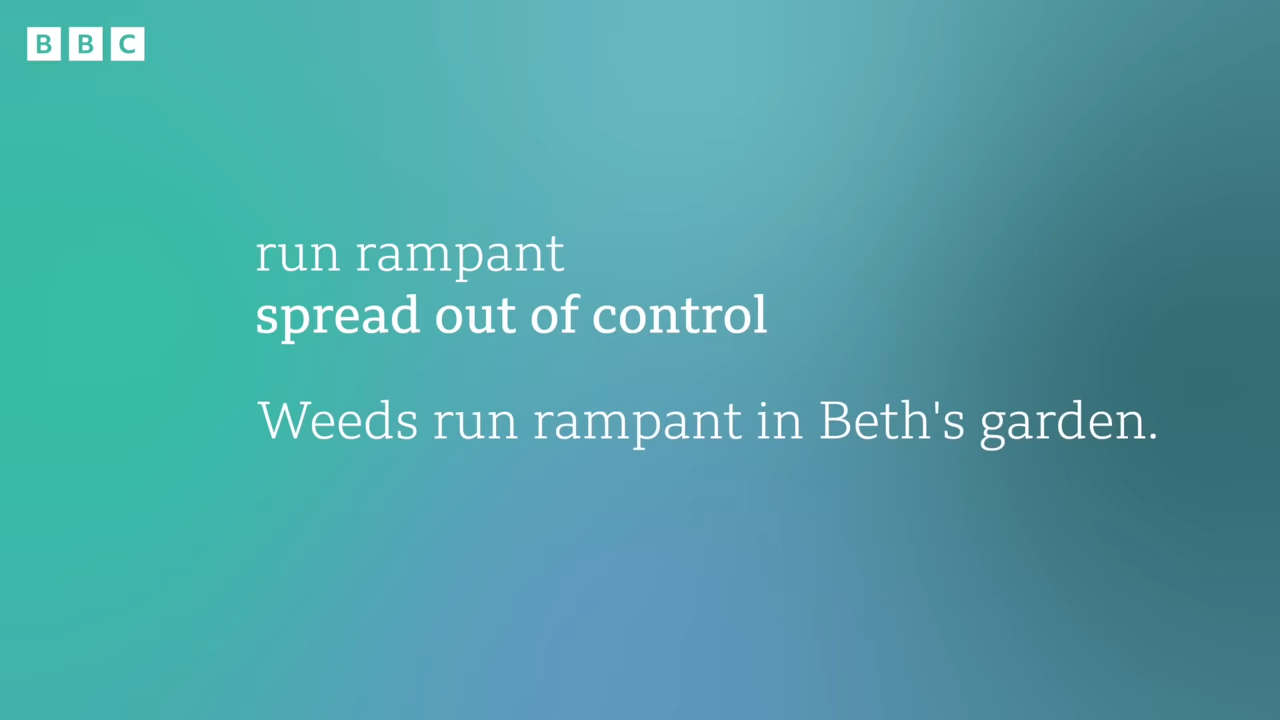 BBC
run rampant
spread out of control
Weeds run rampant in Beth's garden.